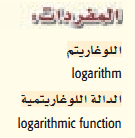 المفردات:
اللوغاريتم
logarithm
الدالة اللوغاريتمية
logarithmic function